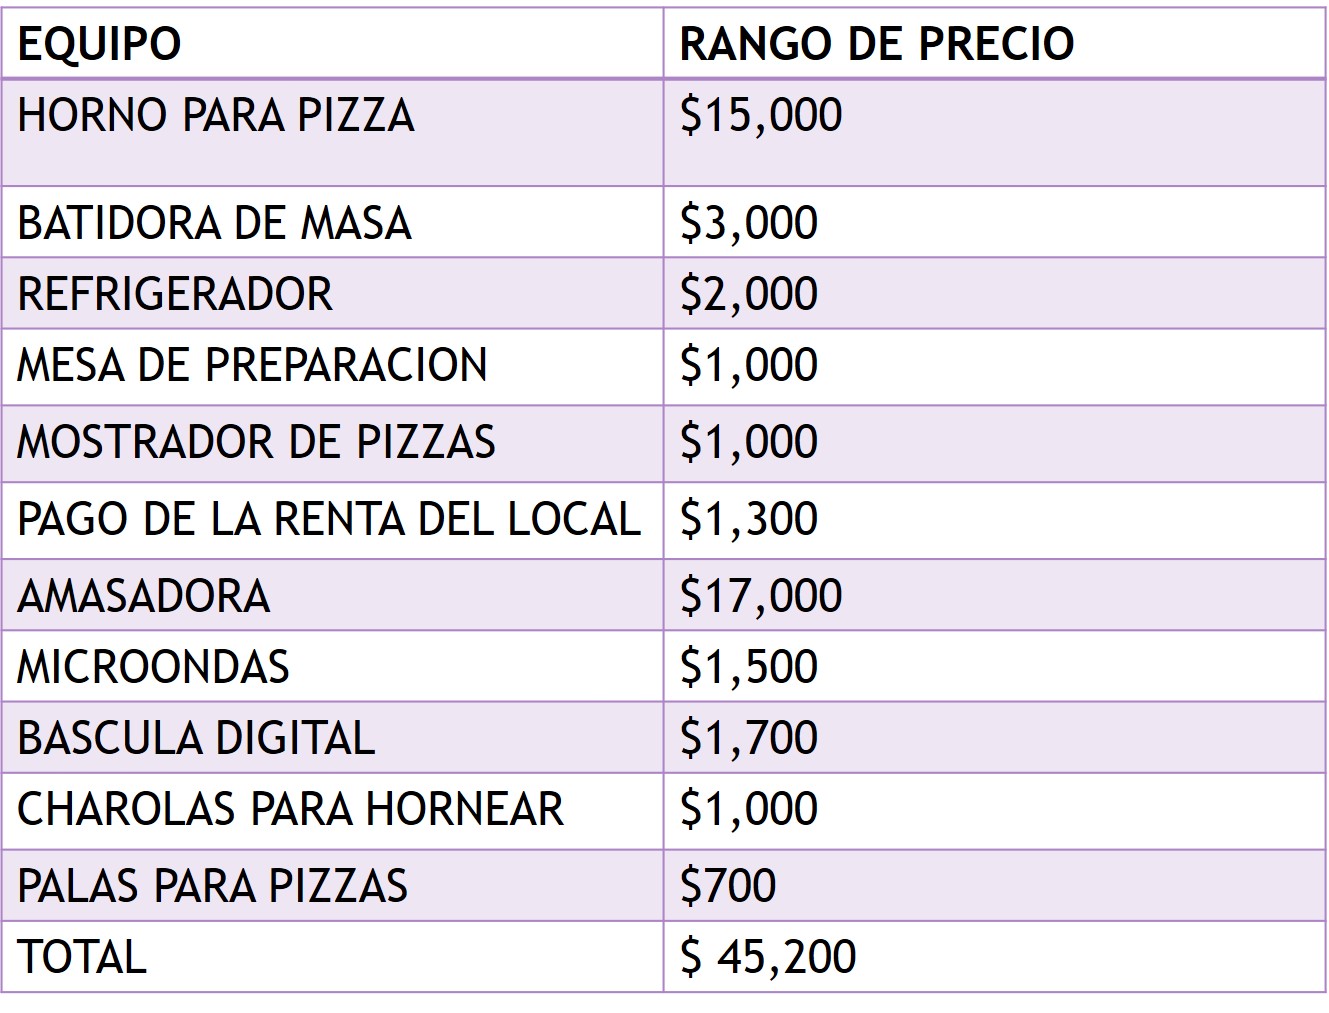 EQUIPO RANGO DE PRECIO
HORNO PARA PIZZA $15,000
BATIDORA DE MASA $3,000
REFRIGERADOR $2,000
MESA DE PREPARACION $1,000
MOSTRADOR DE PIZZAS $1,000
PAGO DE LA RENTA DEL LOCAL $1,300
AMASADORA $17,000
MICROONDAS $1,500
BASCULA DIGITAL $1,700
CHAROLAS PARA HORNEAR $1,000
PALAS PARA PIZZAS $700
TOTAL $ 45,200